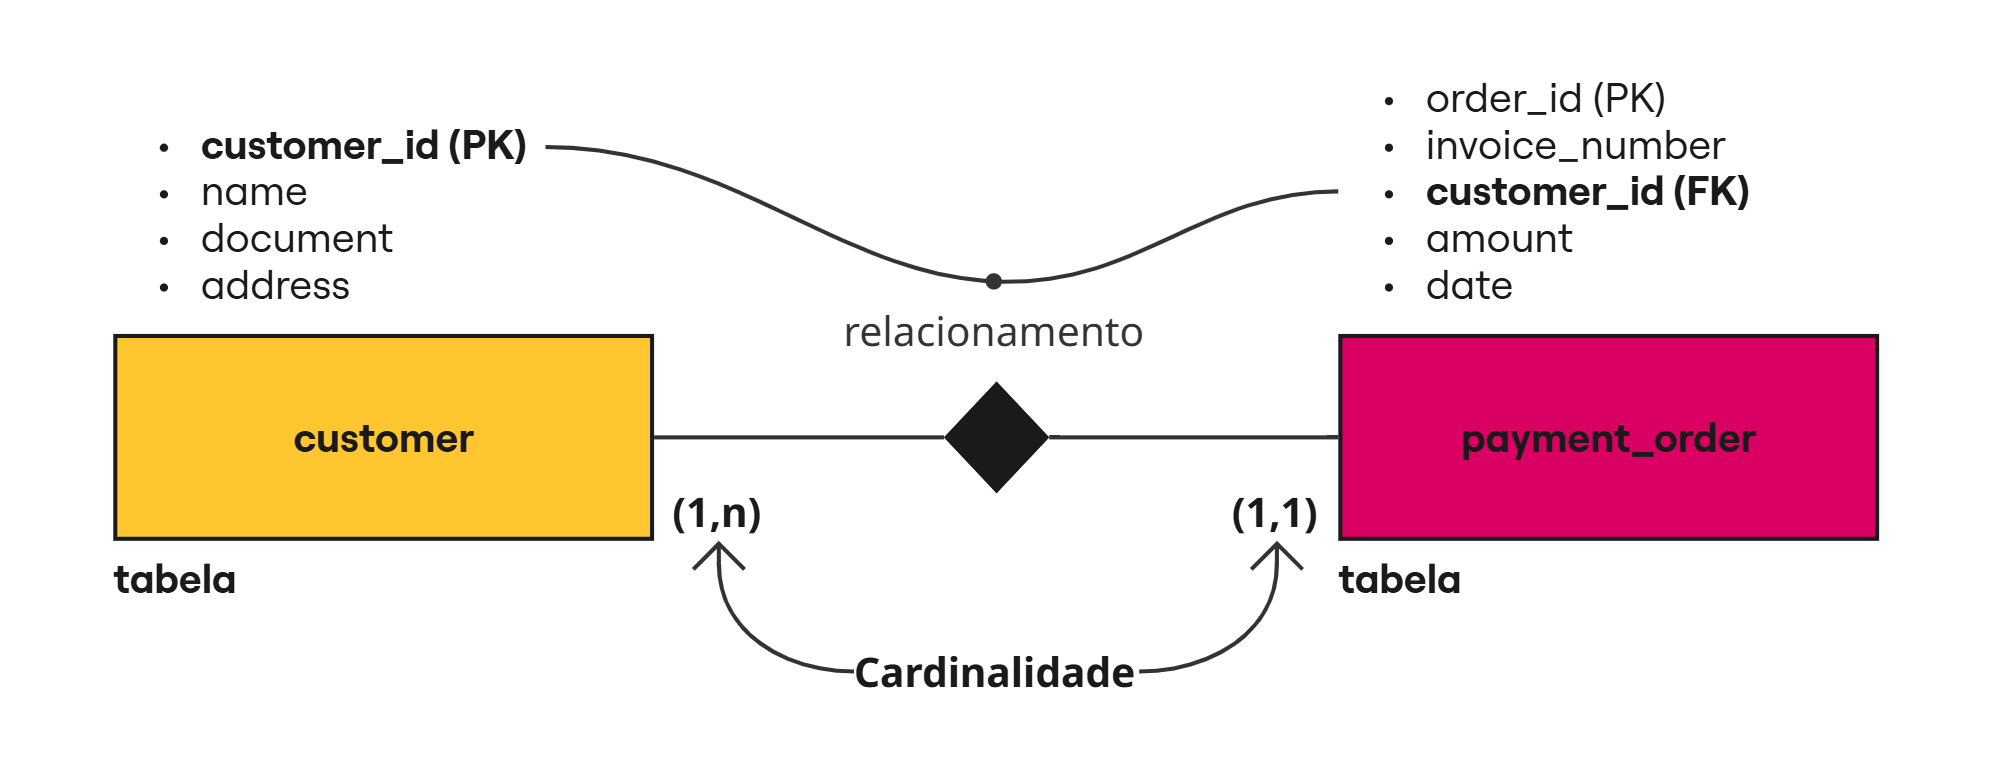 customer_id (PK)
name
document
address
order_id (PK)
invoice_number
customer_id (FK)
amount
date
relacionamento
customer
payment_order
(1,n)
(1,1)
tabela
tabela
Cardinalidade